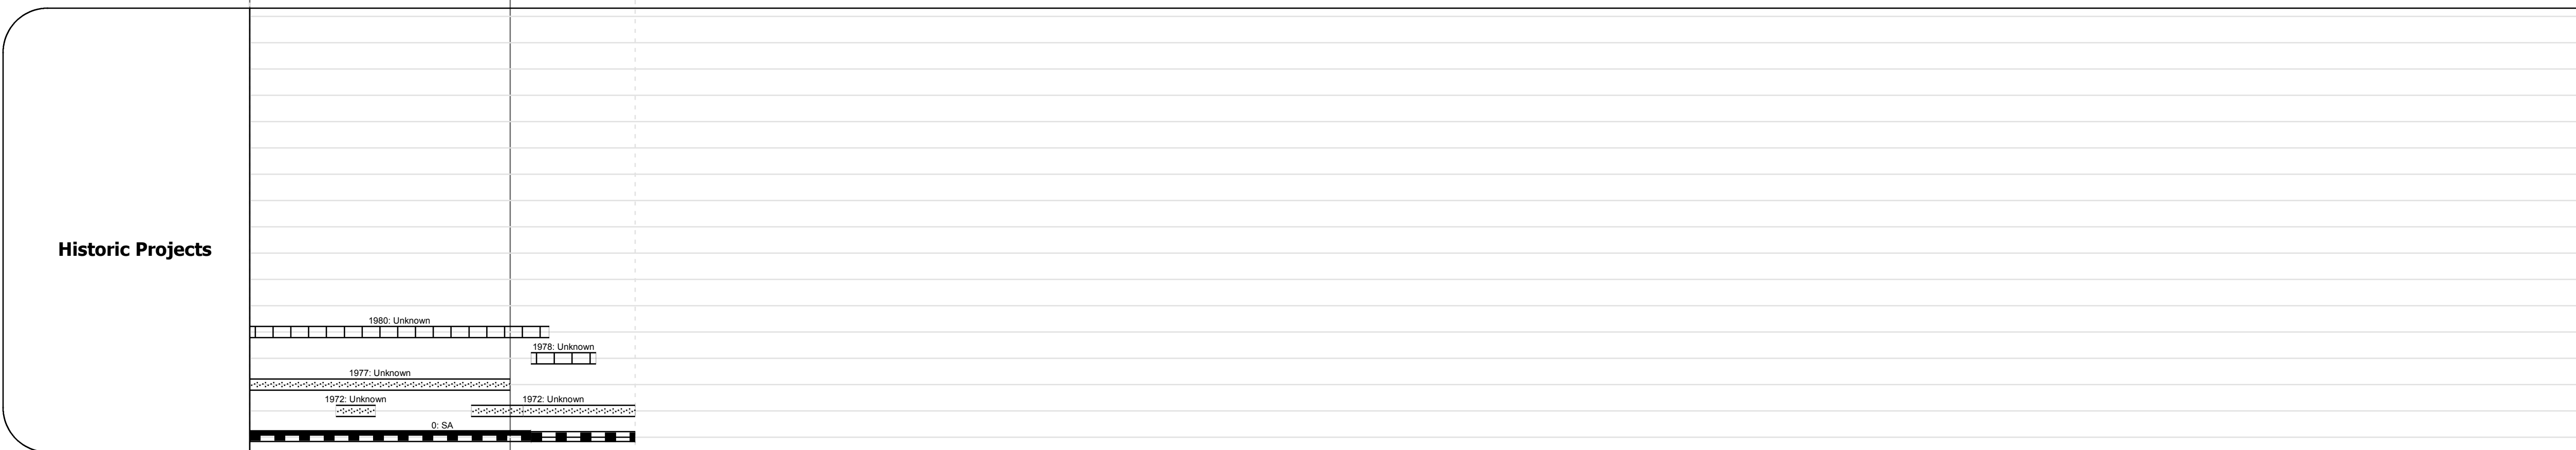 Historic Projects
1980: Unknown
1978: Unknown
1977: Unknown
1972: Unknown 1972: Unknown
0: SA